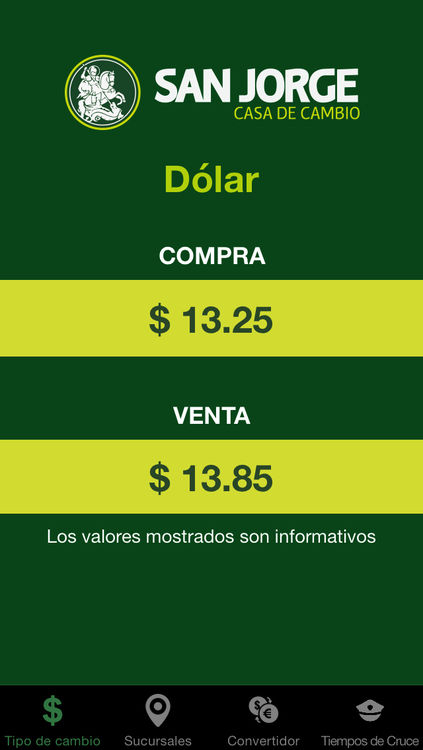 SAN JORGE
CASA DE CAMBIO
Dólar
COMPRA
$ 13.25
VENTA
$ 13.85
Los valores mostrados son informativos
Tipo de cambio
Sucursales
Convertidor
Tiempos de Cruce